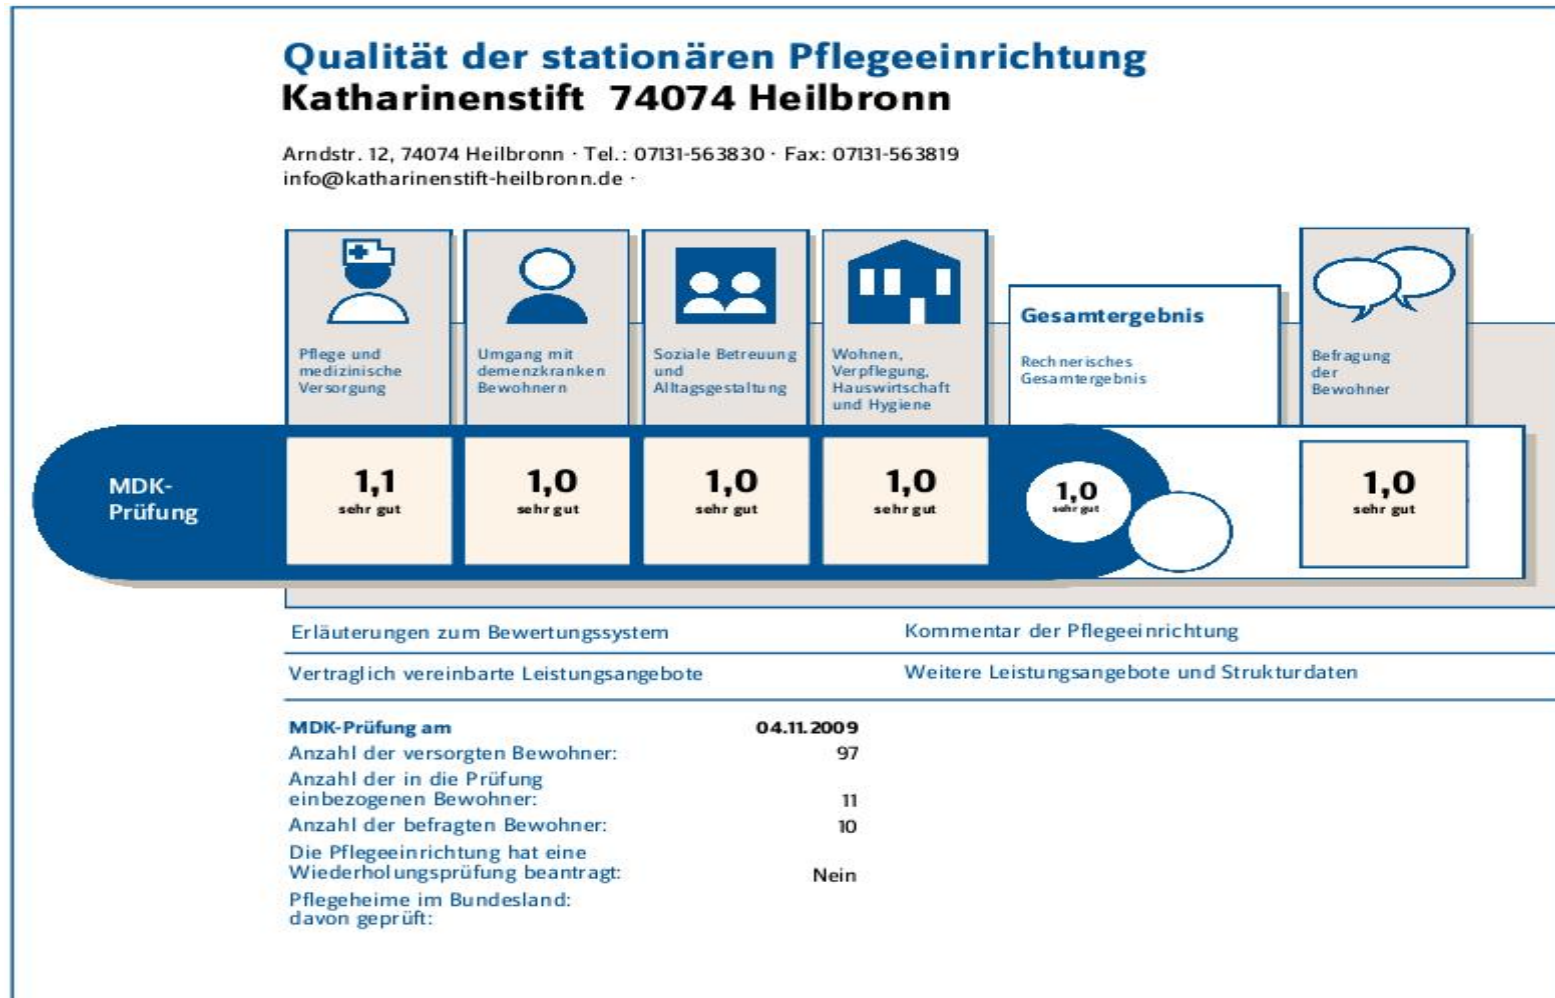 Qualität der stationären Pflegeeinrichtung
Katharinenstift 74074 Heilbronn
Arndstr. 12, 74074 Heilbronn · Tel.: 07131-563830 · Fax: 07131-563819
info@katharinenstift-heilbronn.de ·
Pflege und
medizinische
Versorgung
Umgang mit
demenzkranken
Bewohnern
Soziale Betreuung
und
Alltagsgestaltung
Wohnen,
Verpflegung,
Hauswirtschaft
und Hygiene
Gesamtergebnis
Rechnerisches
Gesamtergebnis
Befragung
der
Bewohner
MDK-
Prüfung
1,1
sehr gut
1,0
sehr gut
1,0
sehr gut
1,0
sehr gut
1,0
sehr gut
1,0
sehr gut
Erläuterungen zum Bewertungssystem
Kommentar der Pflegeeinrichtung
Vertraglich vereinbarte Leistungsangebote
Weitere Leistungsangebote und Strukturdaten
MDK-Prüfung am 04.11.2009
Anzahl der versorgten Bewohner: 97
Anzahl der in die Prüfung
einbezogenen Bewohner: 11
Anzahl der befragten Bewohner: 10
Die Pflegeeinrichtung hat eine
Wiederholungsprüfung beantragt: Nein
Pflegeheime im Bundesland:
davon geprüft: